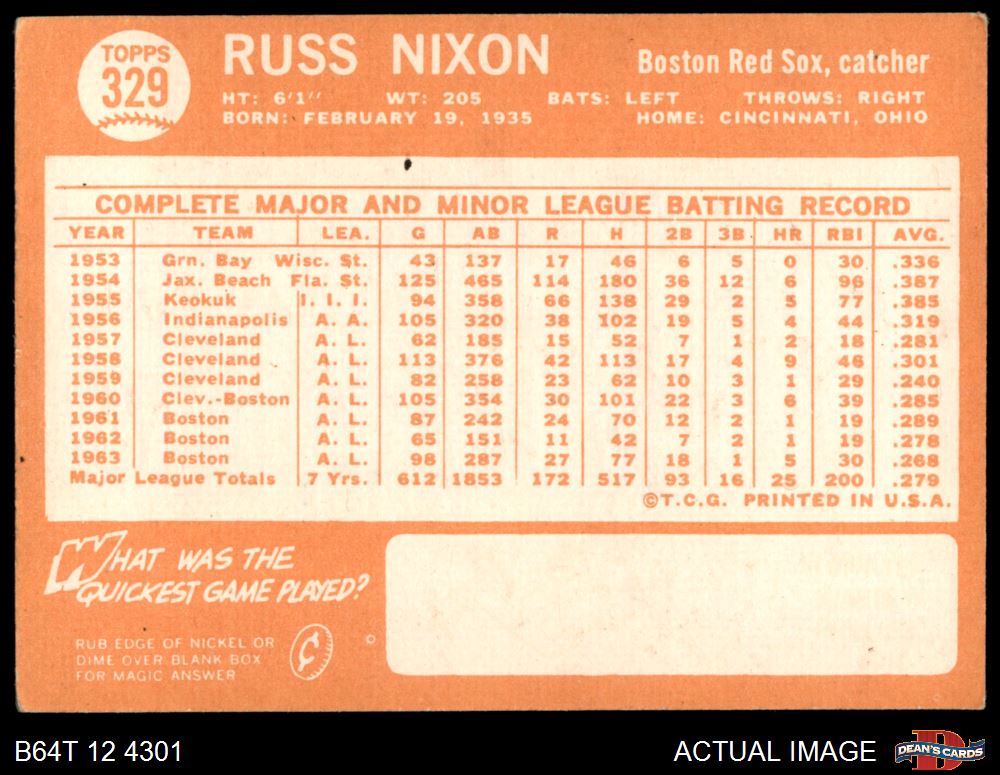 TOPPS
329
RUSS NIXON
Boston Red Sox, catcher
HT: 6'1" WT: 205 BATS: LEFT THROWS: RIGHT
BORN: FEBRUARY 19, 1935 HOME: CINCINNATI, OHIO
COMPLETE MAJOR AND MINOR LEAGUE BATTING RECORD
YEAR TEAM LEA. G AB R H 2B 3B HR RBI AVG.
1953 Grn. Bay Wisc. St. 43 137 17 46 6 5 0 30 .336
1954 Jax. Beach Fla. St. 125 465 114 180 36 12 6 96 .387
1955 Keokuk I. I. I. 94 358 66 138 29 2 5 77 .385
1956 Indianapolis A. A. 105 320 38 102 19 5 4 44 .319
1957 Cleveland A. L. 62 185 15 52 7 1 2 18 .281
1958 Cleveland A. L. 113 376 42 113 17 4 9 46 .301
1959 Cleveland A. L. 82 258 23 62 10 3 1 29 .240
1960 Clev.-Boston A. L. 105 354 30 101 22 3 6 39 .285
1961 Boston A. L. 87 242 24 70 12 2 1 19 .289
1962 Boston A. L. 65 151 11 42 7 2 1 19 .278
1963 Boston A. L. 98 287 27 77 18 1 5 30 .268
Major League Totals 7 Yrs. 612 1853 172 517 93 16 25 200 .279
©T.C.G. PRINTED IN U.S.A.
WHAT WAS THE
QUICKEST GAME PLAYED?
RUB EDGE OF NICKEL OR
DIME OVER BLANK BOX
FOR MAGIC ANSWER
¢
B64T 12 4301
ACTUAL IMAGE
D
DEAN'S CARDS